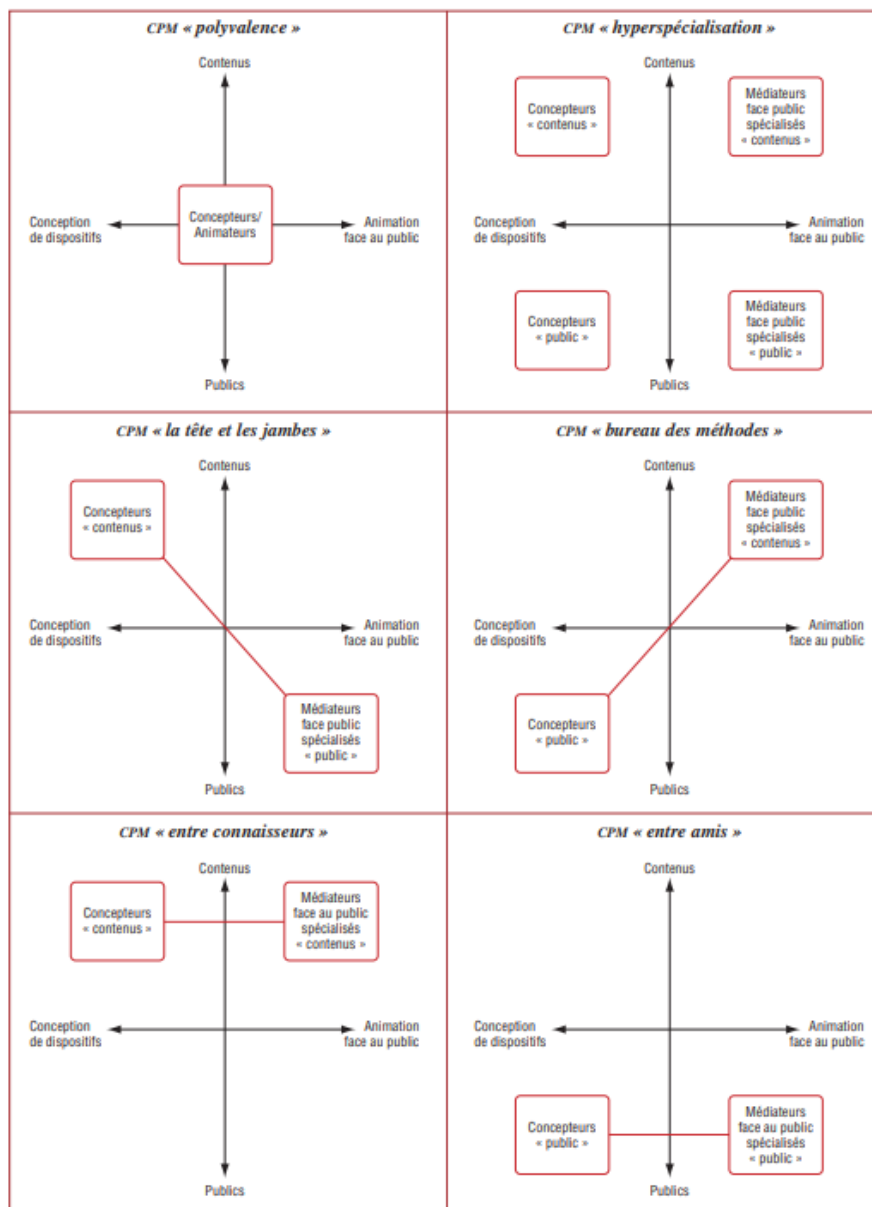 CPM « polyvalence »
Contenus
Conception
de dispositifs
Concepteurs/
Animateurs
Animation
face au public
Publics
CPM « hyperspécialisation »
Contenus
Concepteurs
« contenus »
Médiateurs
face public
spécialisés
« contenus »
Conception
de dispositifs
Animation
face au public
Concepteurs
« public »
Médiateurs
face public
spécialisés
« public »
Publics
CPM « la tête et les jambes »
Contenus
Concepteurs
« contenus »
Conception
de dispositifs
Animation
face au public
Médiateurs
face public
spécialisés
« public »
Publics
CPM « bureau des méthodes »
Contenus
Médiateurs
face public
spécialisés
« contenus »
Conception
de dispositifs
Animation
face au public
Concepteurs
« public »
Publics
CPM « entre connaisseurs »
Contenus
Concepteurs
« contenus »
Médiateurs
face au public
spécialisés
« contenus »
Conception
de dispositifs
Animation
face au public
Publics
CPM « entre amis »
Contenus
Conception
de dispositifs
Animation
face au public
Concepteurs
« public »
Médiateurs
face au public
spécialisés
« public »
Publics